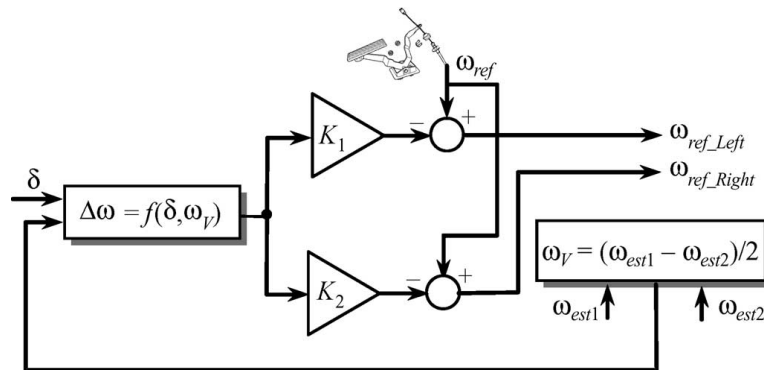 ω_ref
K_1
− +
ω_ref_Left
δ
ω_ref_Right
Δω = f(δ,ω_V)
ω_V = (ω_est1 − ω_est2)/2
K_2
− +
ω_est1
ω_est2